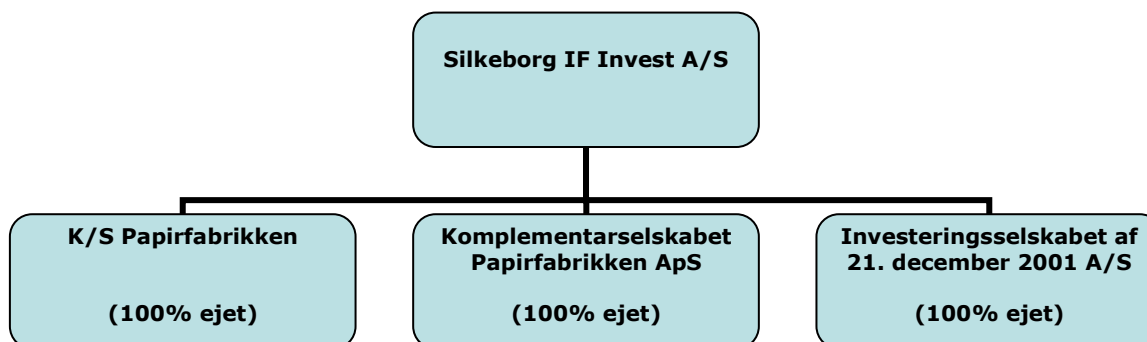 Silkeborg IF Invest A/S
K/S Papirfabrikken
(100% ejet)
Komplementarselskabet
Papirfabrikken ApS
(100% ejet)
Investeringsselskabet af
21. december 2001 A/S
(100% ejet)